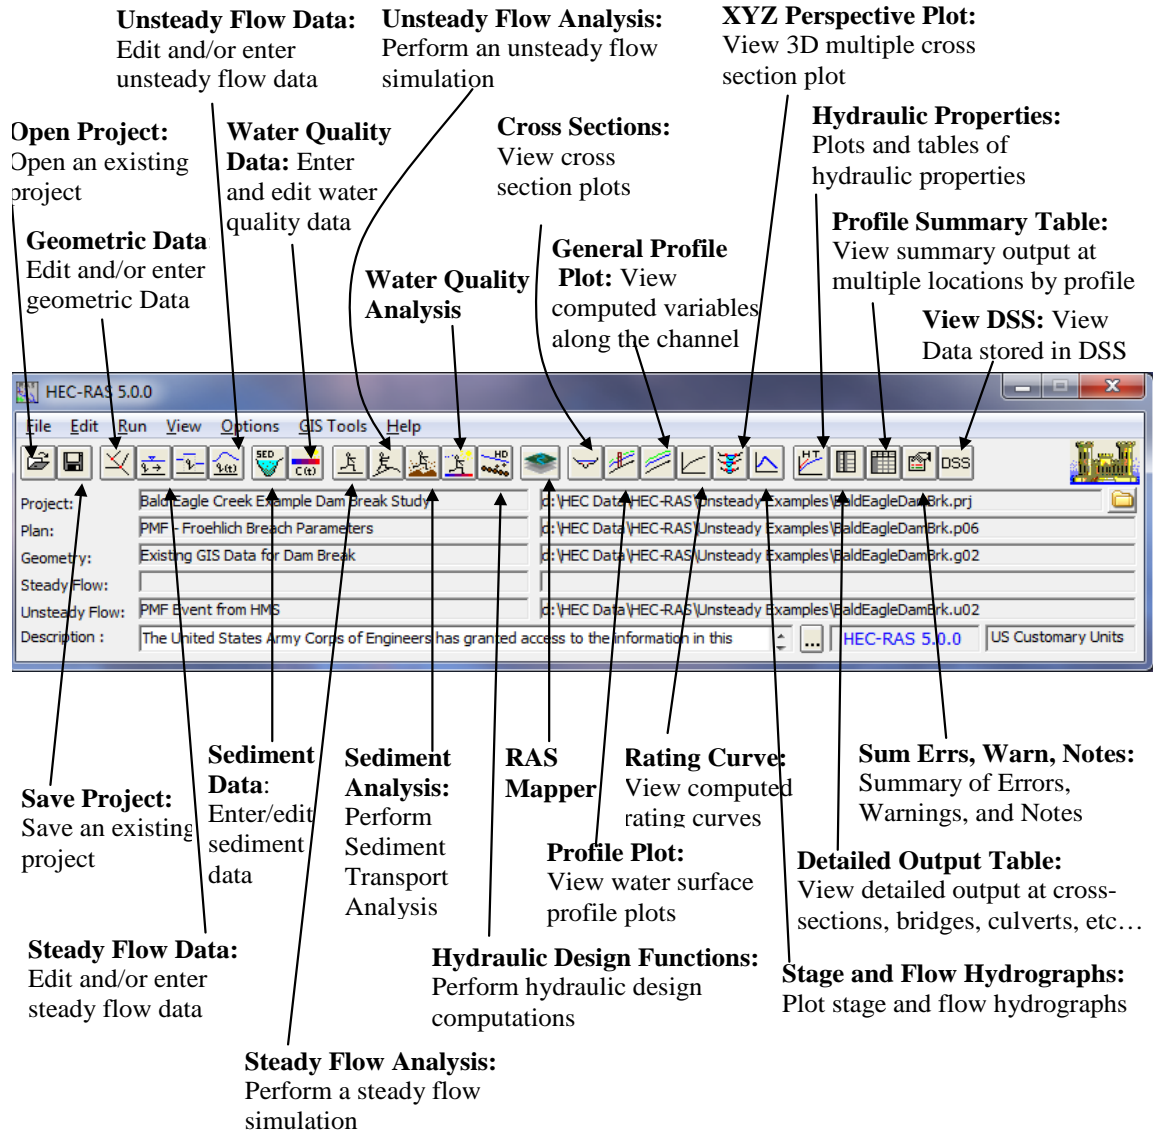 Unsteady Flow Data:
Edit and/or enter
unsteady flow data
Unsteady Flow Analysis:
Perform an unsteady flow
simulation
XYZ Perspective Plot:
View 3D multiple cross
section plot
Open Project:
Open an existing
project
Water Quality
Data: Enter
and edit water
quality data
Cross Sections:
View cross
section plots
Hydraulic Properties:
Plots and tables of
hydraulic properties
Geometric Data
Edit and/or enter
geometric Data
Water Quality
Analysis
General Profile
Plot: View
computed variables
along the channel
Profile Summary Table:
View summary output at
multiple locations by profile
View DSS: View
Data stored in DSS
HEC-RAS 5.0.0
File Edit Run View Options GIS Tools Help
SED
C(t)
HD
HT
DSS
Project: Bald Eagle Creek Example Dam Break Study d:\HEC Data\HEC-RAS\Unsteady Examples\BaldEagleDamBrk.prj
Plan: PMF - Froehlich Breach Parameters d:\HEC Data\HEC-RAS\Unsteady Examples\BaldEagleDamBrk.p06
Geometry: Existing GIS Data for Dam Break d:\HEC Data\HEC-RAS\Unsteady Examples\BaldEagleDamBrk.g02
Steady Flow:
Unsteady Flow: PMF Event from HMS d:\HEC Data\HEC-RAS\Unsteady Examples\BaldEagleDamBrk.u02
Description : The United States Army Corps of Engineers has granted access to the information in this ... HEC-RAS 5.0.0 US Customary Units
Save Project:
Save an existing
project
Sediment
Data:
Enter/edit
sediment
data
Sediment
Analysis:
Perform
Sediment
Transport
Analysis
RAS
Mapper
Rating Curve:
View computed
rating curves
Sum Errs, Warn, Notes:
Summary of Errors,
Warnings, and Notes
Profile Plot:
View water surface
profile plots
Detailed Output Table:
View detailed output at cross-
sections, bridges, culverts, etc…
Steady Flow Data:
Edit and/or enter
steady flow data
Hydraulic Design Functions:
Perform hydraulic design
computations
Stage and Flow Hydrographs:
Plot stage and flow hydrographs
Steady Flow Analysis:
Perform a steady flow
simulation